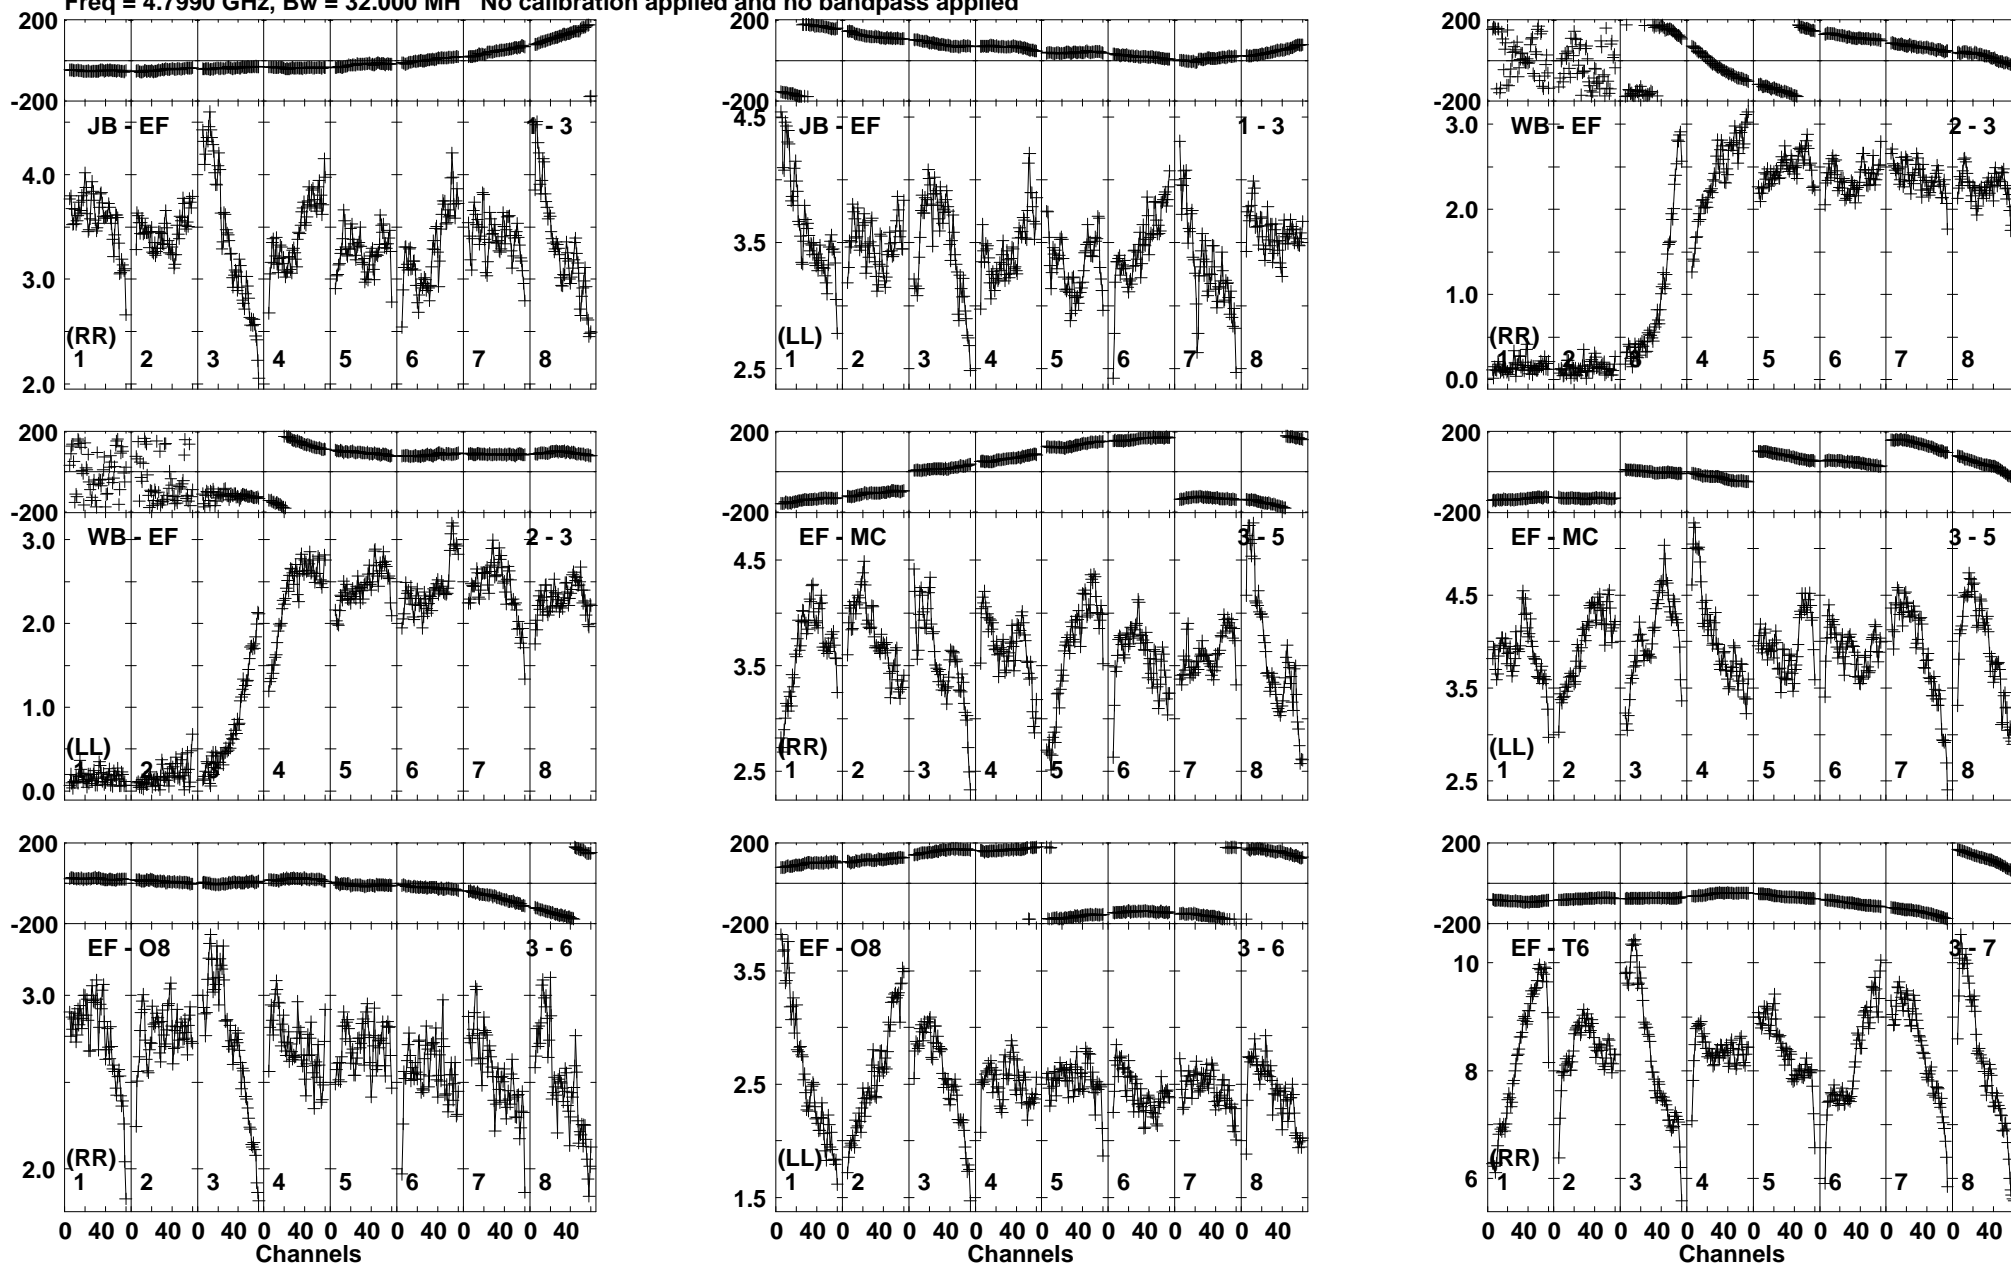 Freq = 4.7990 GHz, Bw = 32.000 MH   No calibration applied and no bandpass applied
200
-200
JB - EF
1 - 3
4.0
3.0
2.0
(RR)
1 2 3 4 5 6 7 8
200
-200
4.5
JB - EF
1 - 3
3.5
2.5
(LL)
1 2 3 4 5 6 7 8
200
-200
3.0
WB - EF
2 - 3
2.0
1.0
0.0
(RR)
1 2 3 4 5 6 7 8
200
-200
3.0
WB - EF
2 - 3
2.0
1.0
0.0
(LL)
1 2 3 4 5 6 7 8
200
-200
EF - MC
3 - 5
4.5
3.5
2.5
(RR)
1 2 3 4 5 6 7 8
200
-200
EF - MC
3 - 5
4.5
3.5
2.5
(LL)
1 2 3 4 5 6 7 8
200
-200
EF - O8
3 - 6
3.0
2.0
(RR)
1 2 3 4 5 6 7 8
0 40 0 40 0 40 0 40 0 40 0 40 0 40 0 40
Channels
200
-200
EF - O8
3 - 6
3.5
2.5
1.5
(LL)
1 2 3 4 5 6 7 8
0 40 0 40 0 40 0 40 0 40 0 40 0 40 0 40
Channels
200
-200
10
EF - T6
3 - 7
8
6
(RR)
1 2 3 4 5 6 7 8
0 40 0 40 0 40 0 40 0 40 0 40 0 40 0 40
Channels